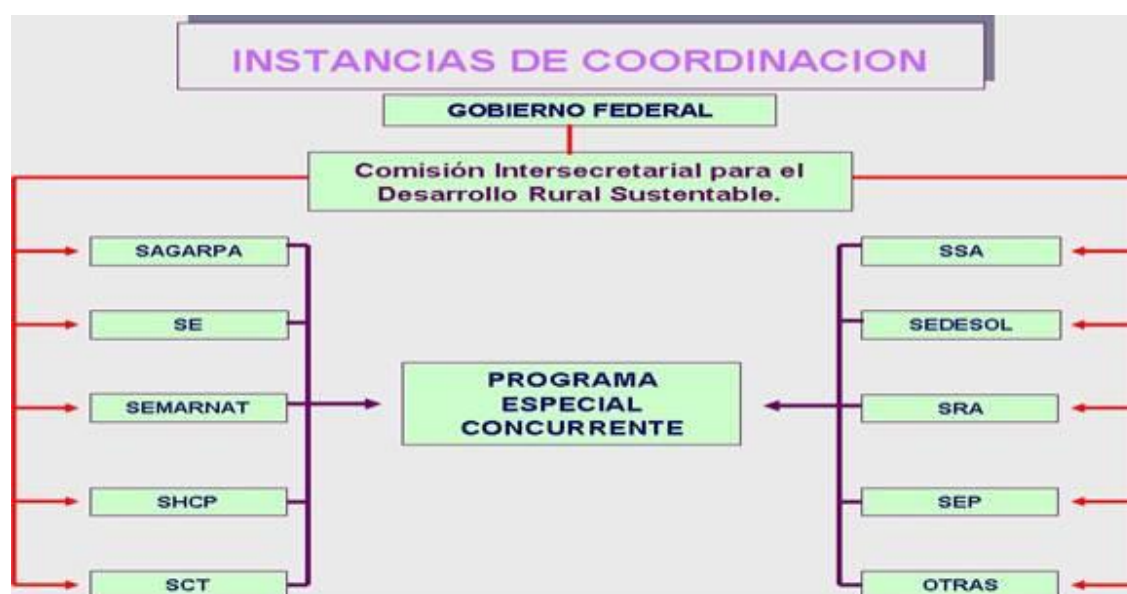 INSTANCIAS DE COORDINACION
GOBIERNO FEDERAL
Comisión Intersecretarial para el
Desarrollo Rural Sustentable.
SAGARPA
SE
SEMARNAT
SHCP
SCT
PROGRAMA
ESPECIAL
CONCURRENTE
SSA
SEDESOL
SRA
SEP
OTRAS